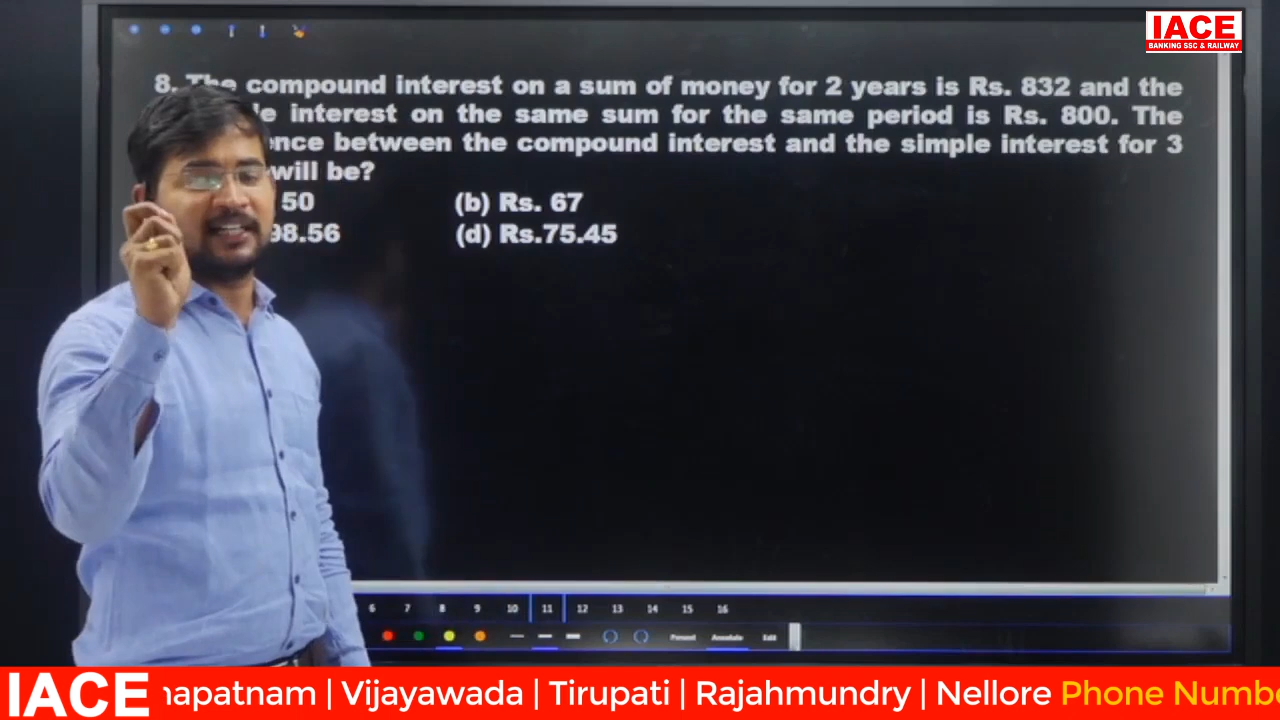 IACE
BANKING SSC & RAILWAY
8. The compound interest on a sum of money for 2 years is Rs. 832 and the
interest on the same sum for the same period is Rs. 800. The
between the compound interest and the simple interest for 3
will be?
50 (b) Rs. 67
98.56 (d) Rs.75.45
6 7 8 9 10 11 12 13 14 15 16
Present Annotate Edit
IACE | Vijayawada | Tirupati | Rajahmundry | Nellore Phone